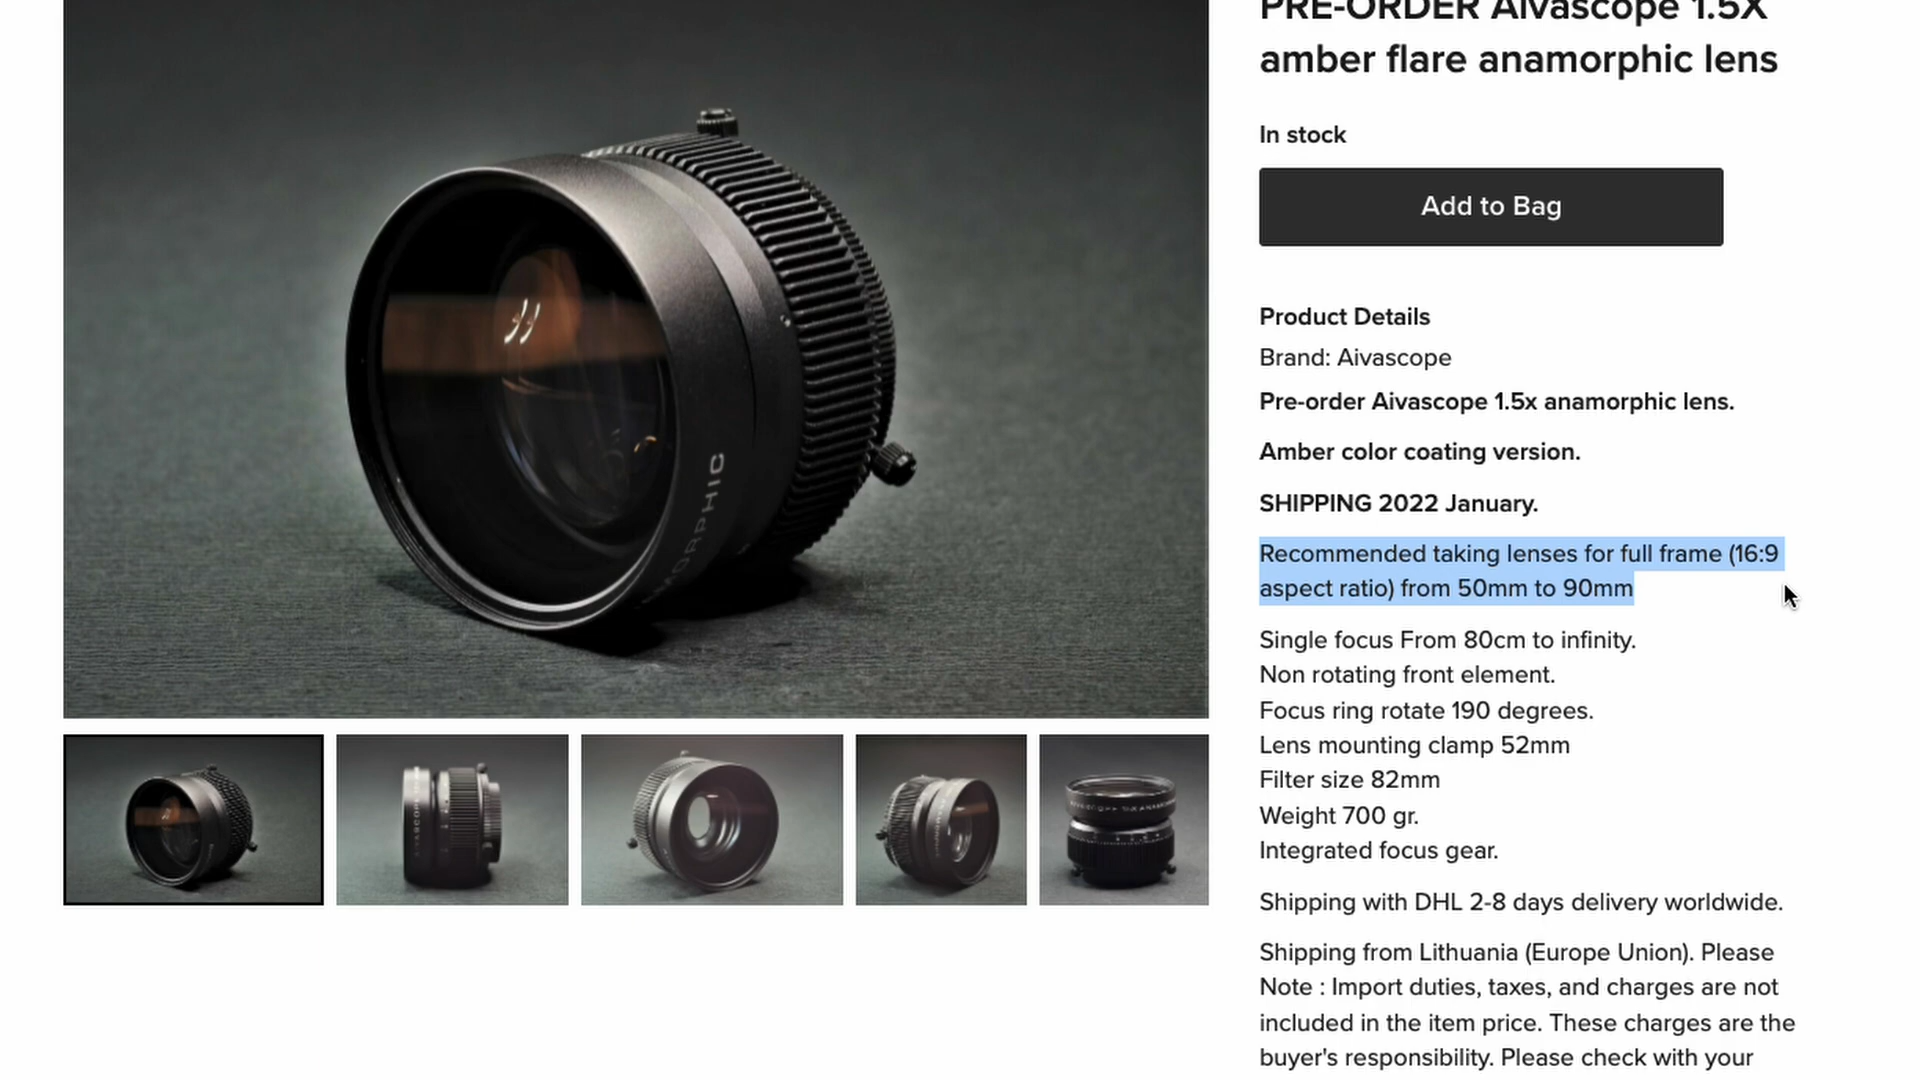 PRE-ORDER Aivascope 1.5X
amber flare anamorphic lens
In stock
Add to Bag
Product Details
Brand: Aivascope
Pre-order Aivascope 1.5x anamorphic lens.
Amber color coating version.
SHIPPING 2022 January.
Recommended taking lenses for full frame (16:9
aspect ratio) from 50mm to 90mm
Single focus From 80cm to infinity.
Non rotating front element.
Focus ring rotate 190 degrees.
Lens mounting clamp 52mm
Filter size 82mm
Weight 700 gr.
Integrated focus gear.
Shipping with DHL 2-8 days delivery worldwide.
Shipping from Lithuania (Europe Union). Please
Note : Import duties, taxes, and charges are not
included in the item price. These charges are the
buyer's responsibility. Please check with your